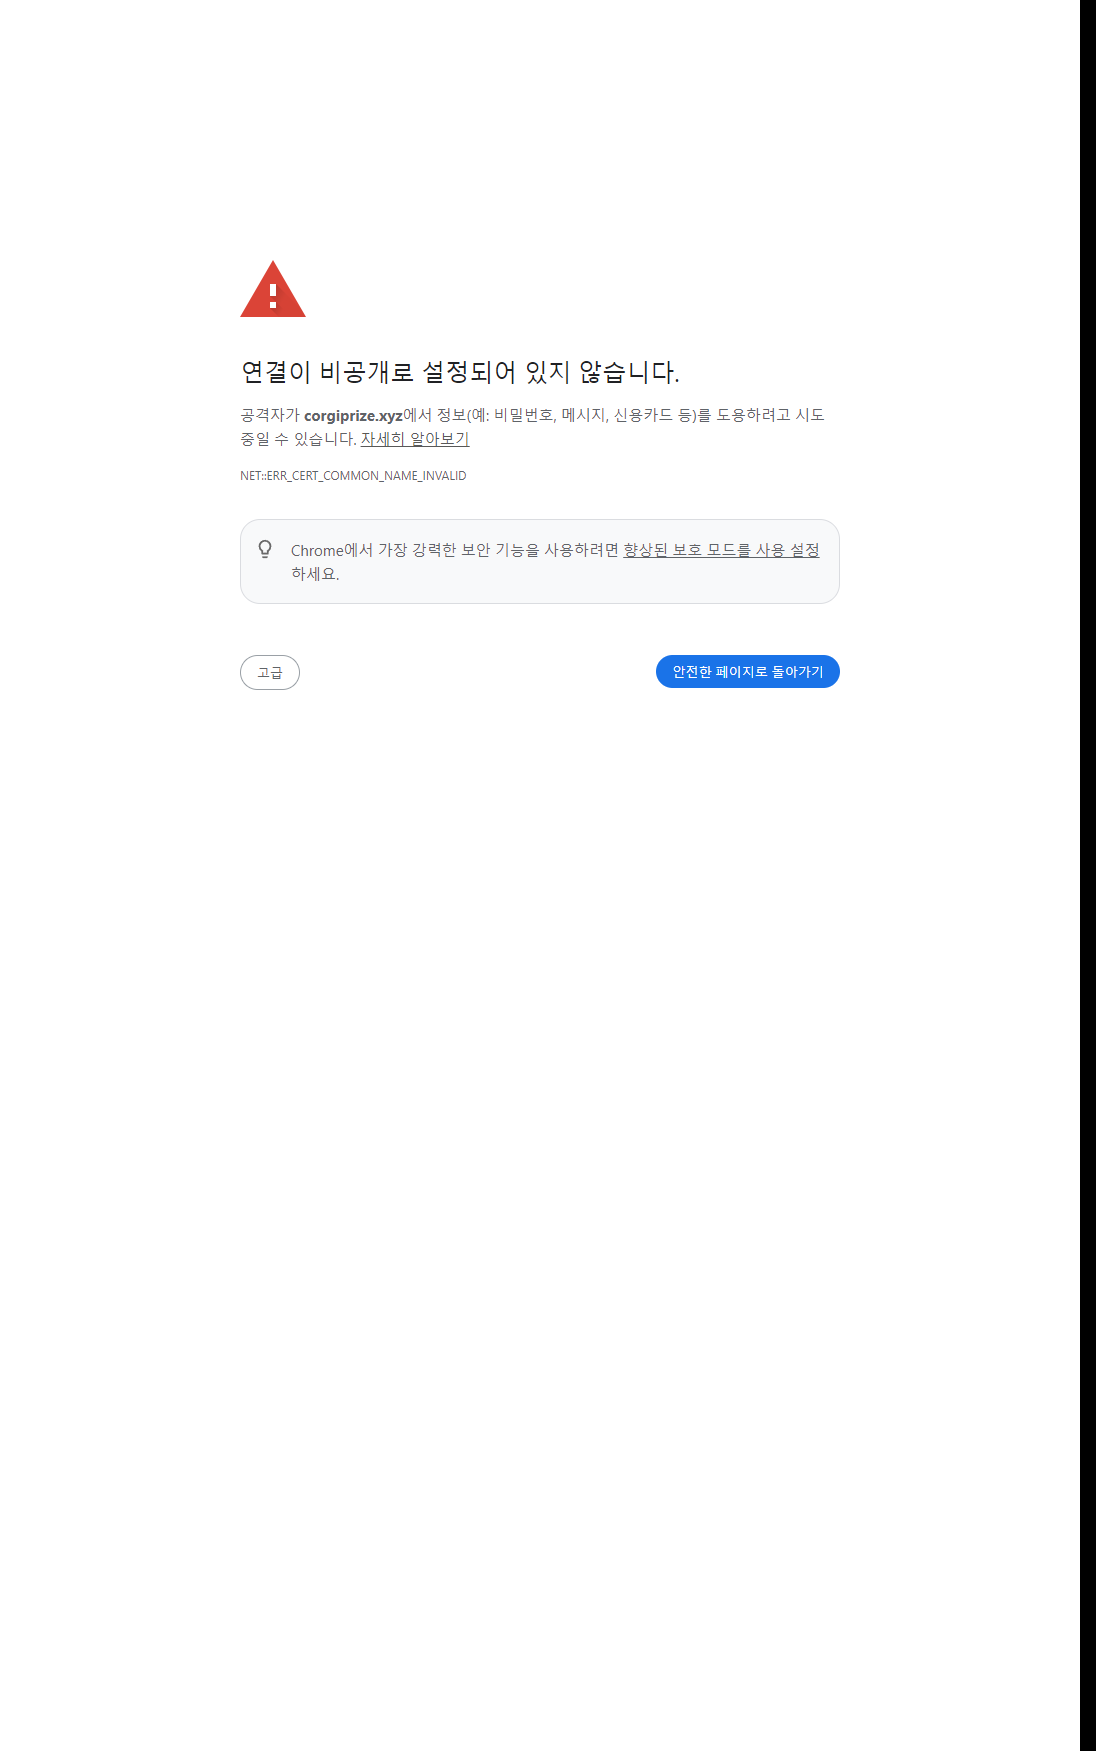 연결이 비공개로 설정되어 있지 않습니다.
공격자가 corgiprize.xyz에서 정보(예: 비밀번호, 메시지, 신용카드 등)를 도용하려고 시도
중일 수 있습니다. 자세히 알아보기
NET::ERR_CERT_COMMON_NAME_INVALID
Chrome에서 가장 강력한 보안 기능을 사용하려면 향상된 보호 모드를 사용 설정
하세요.
고급
안전한 페이지로 돌아가기